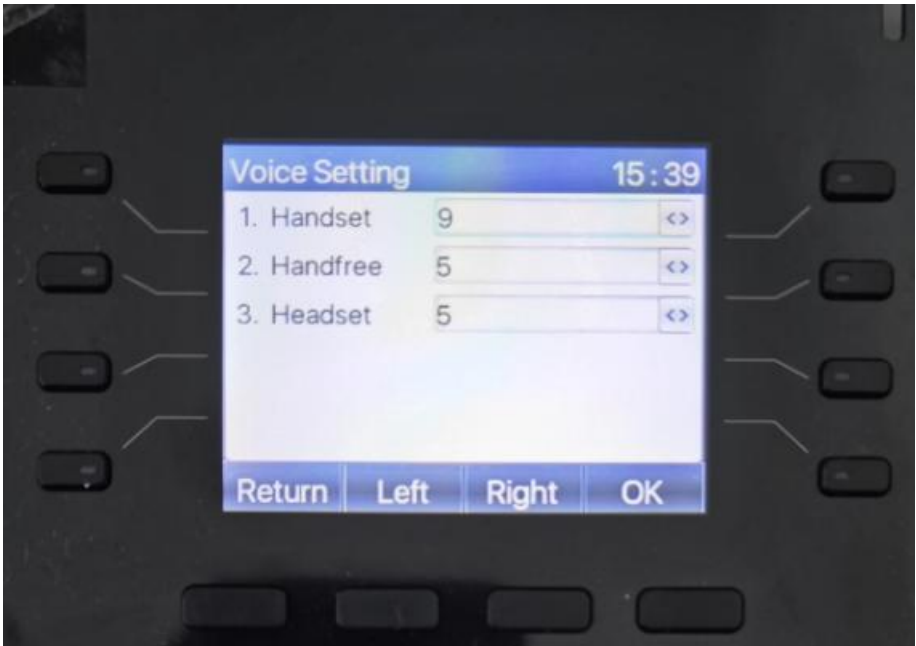 Voice Setting 15:39
1. Handset 9 <>
2. Handfree 5 <>
3. Headset 5 <>
Return Left Right OK